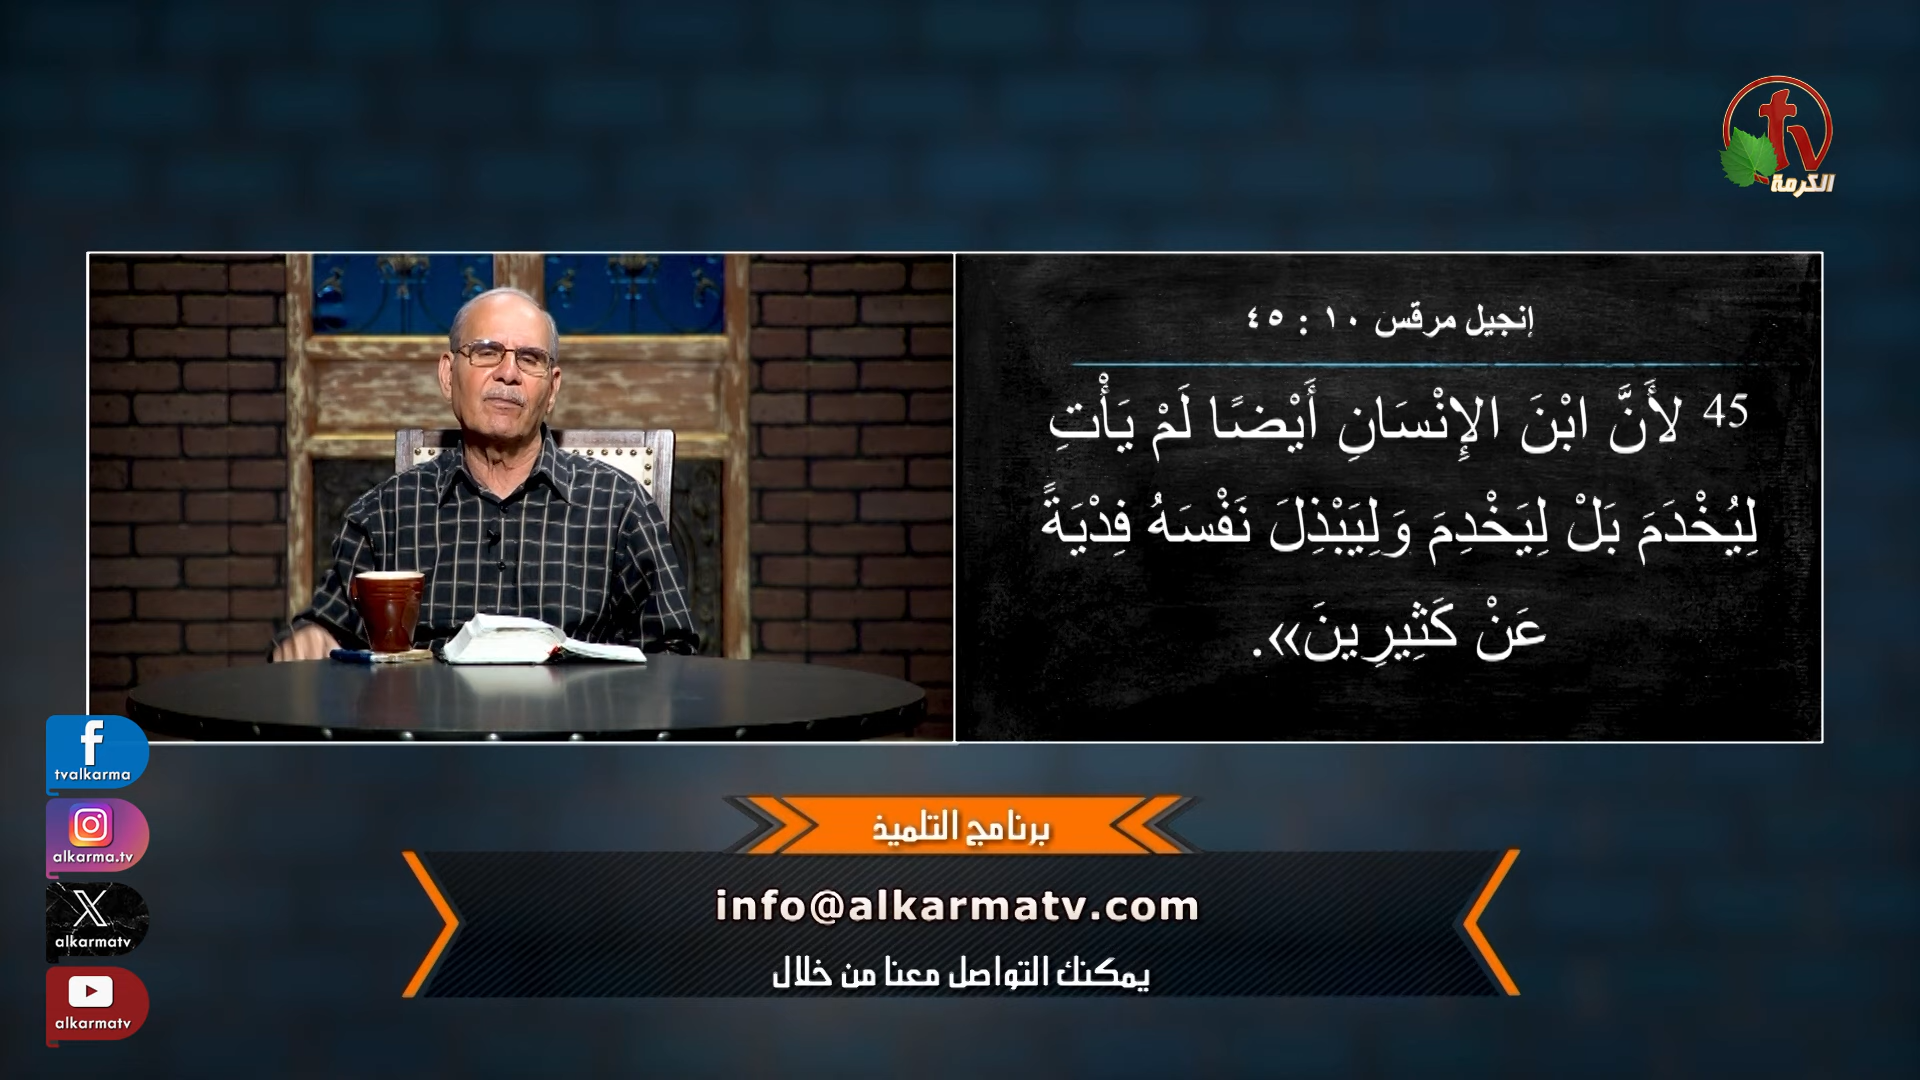 tv
الكرمة
إنجيل مرقس ١٠ : ٤٥
45 لأَنَّ ابْنَ الإِنْسَانِ أَيْضًا لَمْ يَأْتِ
لِيُخْدَمَ بَلْ لِيَخْدِمَ وَلِيَبْذِلَ نَفْسَهُ فِدْيَةً
عَنْ كَثِيرِينَ».
tvalkarma
alkarma.tv
alkarmatv
alkarmatv
برنامج التلميذ
info@alkarmatv.com
يمكنك التواصل معنا من خلال